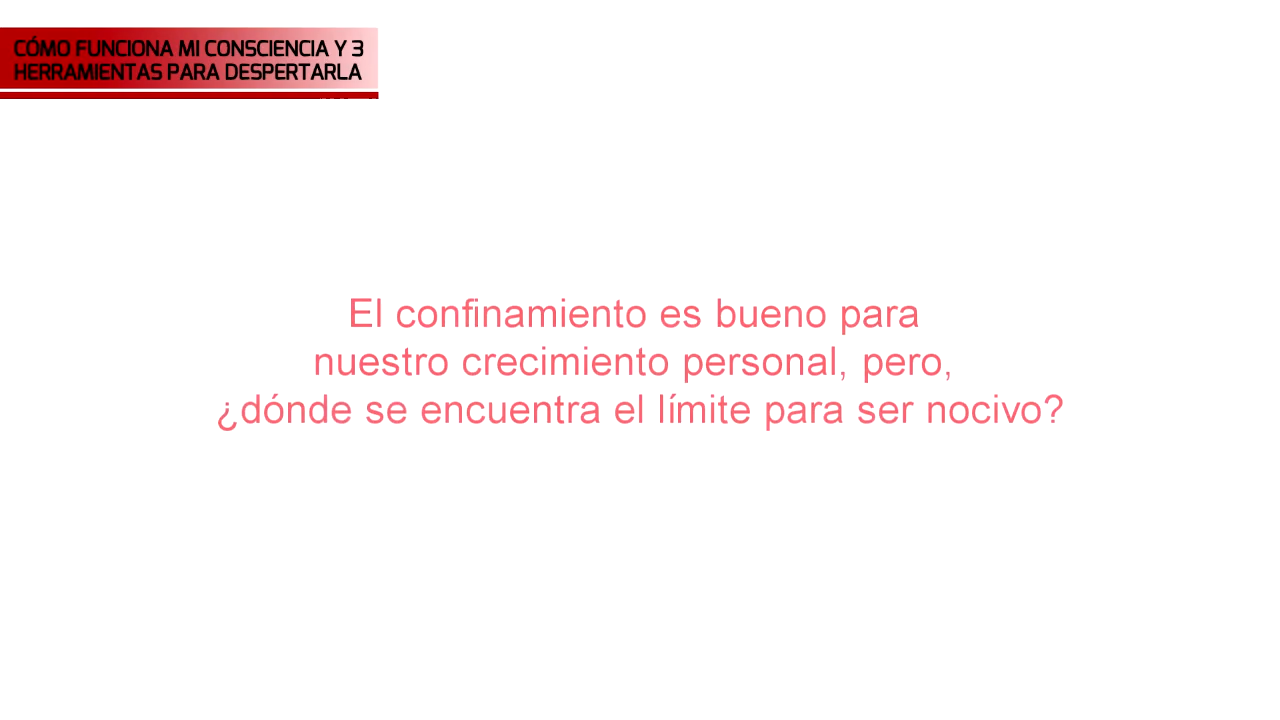 CÓMO FUNCIONA MI CONSCIENCIA Y 3
HERRAMIENTAS PARA DESPERTARLA
El confinamiento es bueno para
nuestro crecimiento personal, pero,
¿dónde se encuentra el límite para ser nocivo?